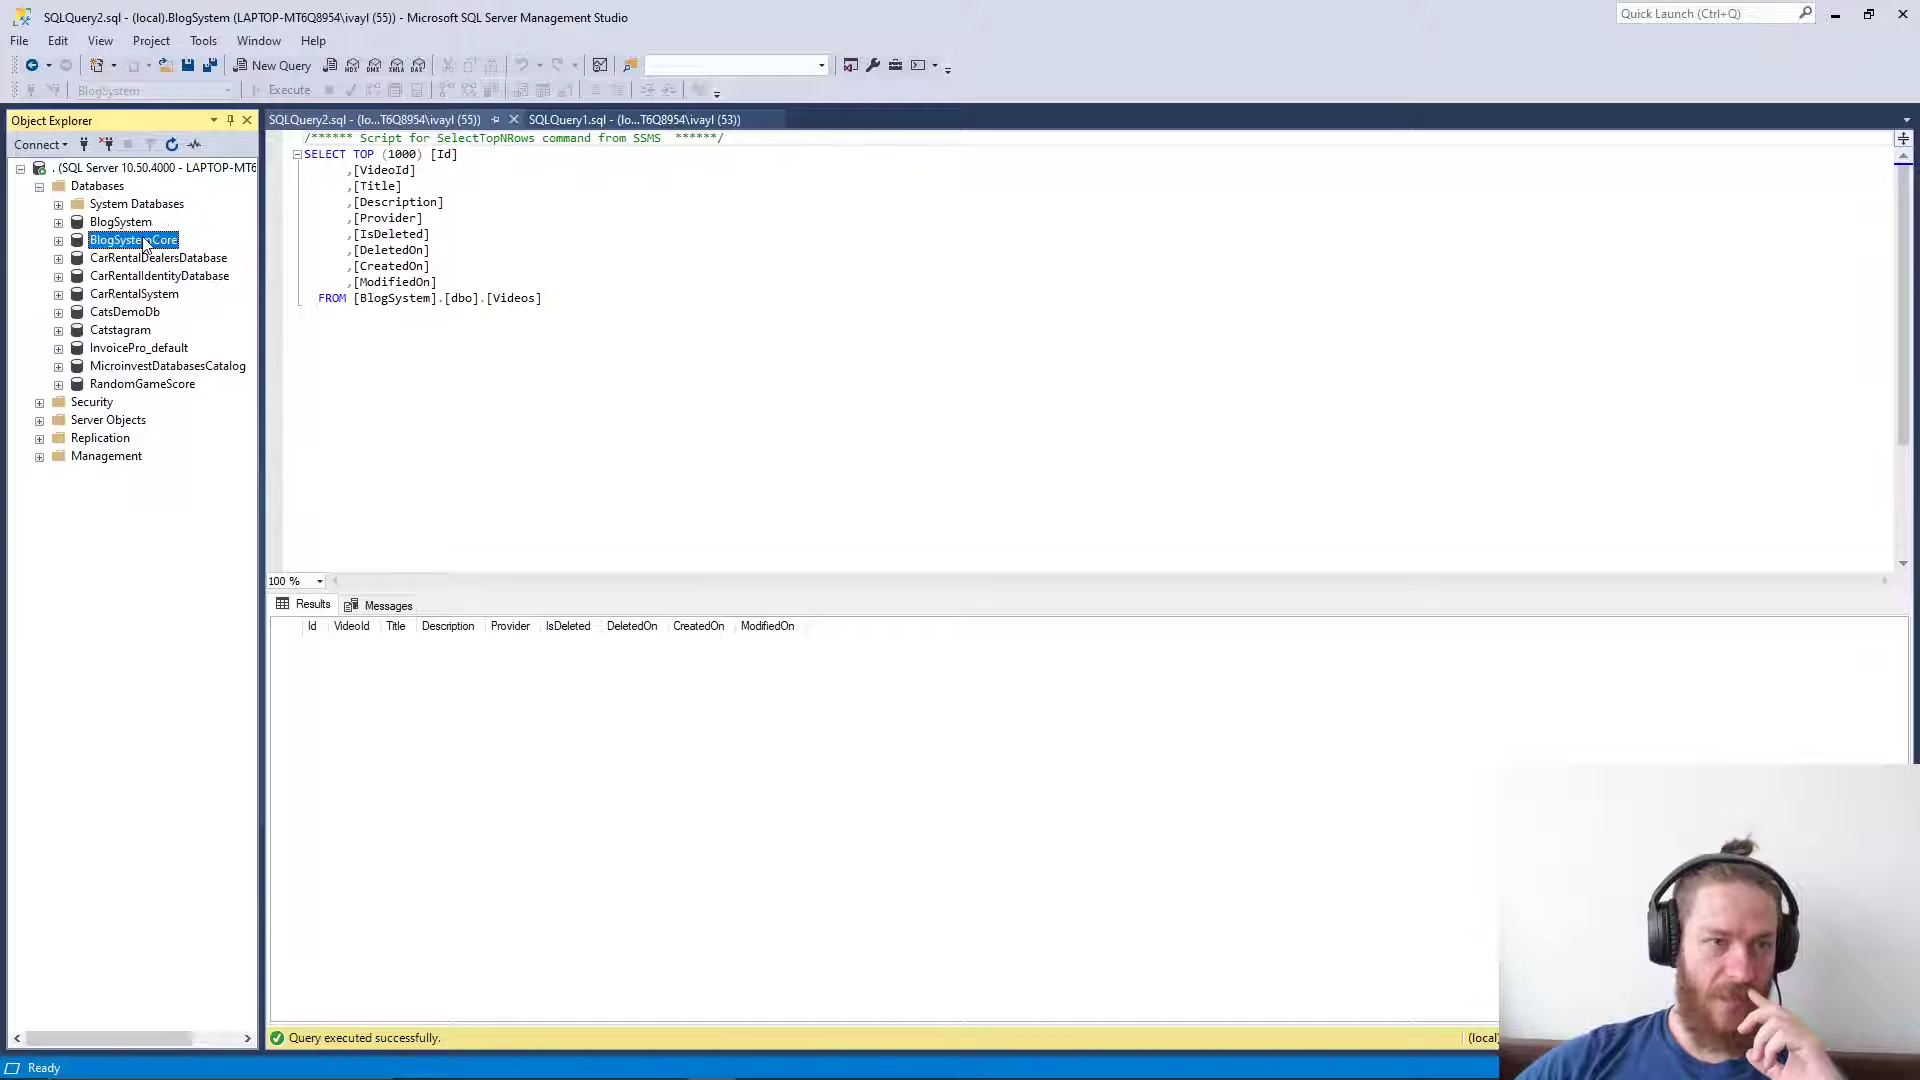 SQLQuery2.sql - (local).BlogSystem (LAPTOP-MT6Q8954\ivayl (55)) - Microsoft SQL Server Management Studio
Quick Launch (Ctrl+Q)
File Edit View Project Tools Window Help
New Query
BlogSystem
Execute
Object Explorer
SQLQuery2.sql - (lo...T6Q8954\ivayl (55))
SQLQuery1.sql - (lo...T6Q8954\ivayl (53))
Connect
. (SQL Server 10.50.4000 - LAPTOP-MT6
Databases
System Databases
BlogSystem
BlogSystemCore
CarRentalDealersDatabase
CarRentalIdentityDatabase
CarRentalSystem
CatsDemoDb
Catstagram
InvoicePro_default
MicroinvestDatabasesCatalog
RandomGameScore
Security
Server Objects
Replication
Management
/****** Script for SelectTopNRows command from SSMS ******/
SELECT TOP (1000) [Id]
,[VideoId]
,[Title]
,[Description]
,[Provider]
,[IsDeleted]
,[DeletedOn]
,[CreatedOn]
,[ModifiedOn]
FROM [BlogSystem].[dbo].[Videos]
100 %
Results Messages
Id VideoId Title Description Provider IsDeleted DeletedOn CreatedOn ModifiedOn
Query executed successfully.
(local)
Ready